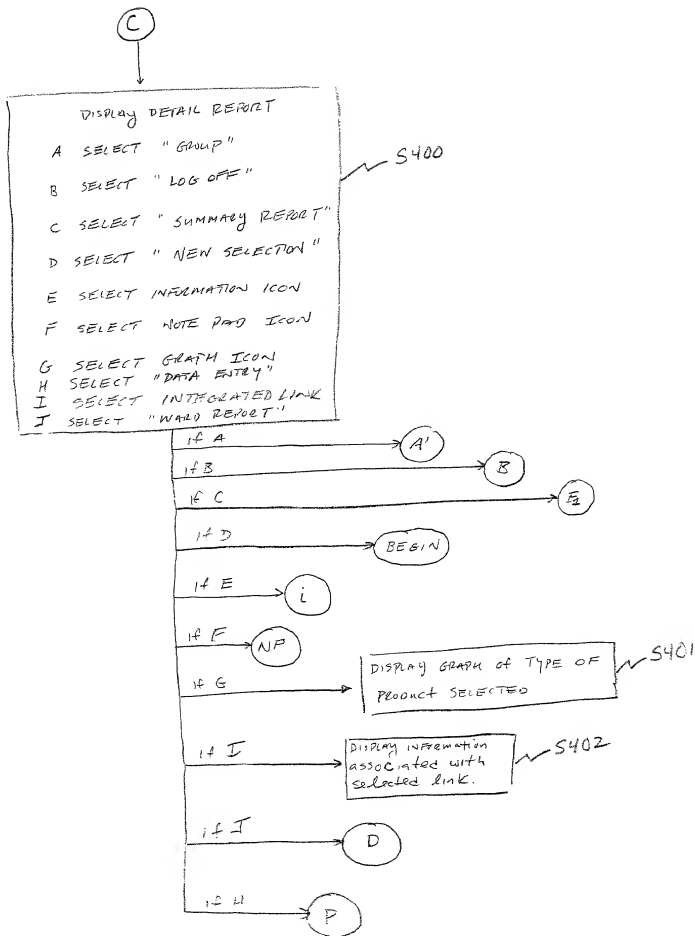 C
DISPLAY DETAIL REPORT
A SELECT "GROUP"
S400
B SELECT "LOG OFF"
C SELECT "SUMMARY REPORT"
D SELECT "NEW SELECTION"
E SELECT INFORMATION ICON
F SELECT NOTE PAD ICON
G SELECT GRAPH ICON
H SELECT "DATA ENTRY"
I SELECT INTEGRATED LINK
J SELECT "WARD REPORT"
if A
A'
if B
B
if C
if D
BEGIN
if E
i
if F
NP
if G
DISPLAY GRAPH of TYPE OF
PRODUCT SELECTED
S401
if I
DISPLAY INFORMATION
associated with
selected link.
S402
if J
D
if H
P